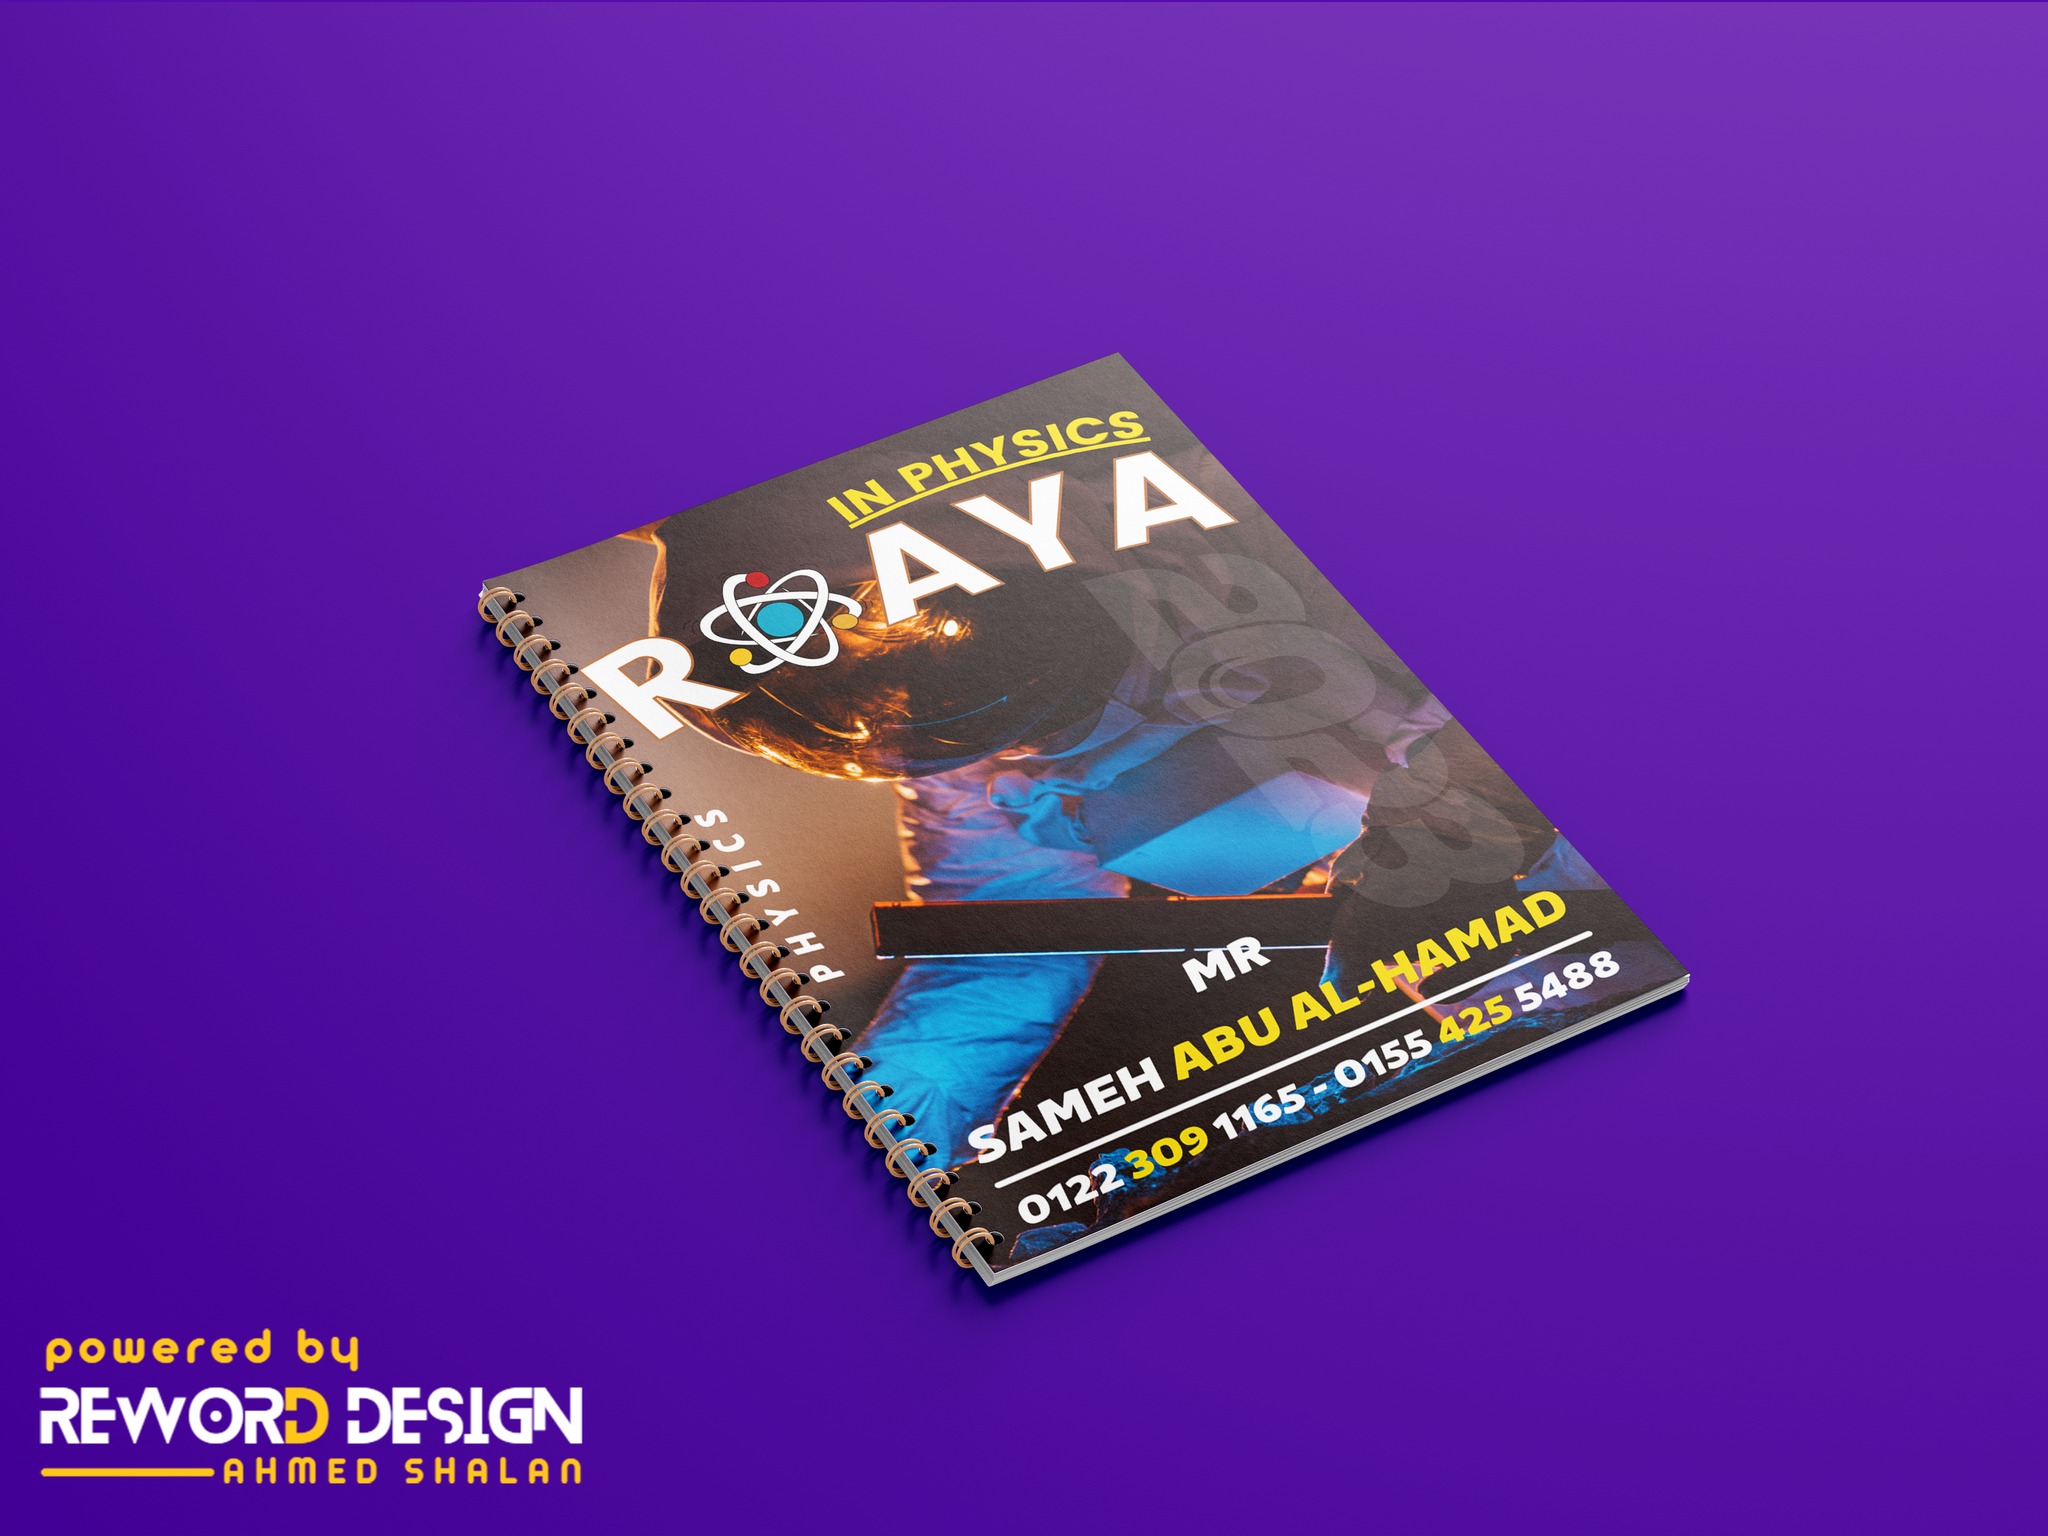 IN PHYSICS
R AYA
2023
PHYSICS
MR
SAMEH ABU AL-HAMAD
0122 309 1165 - 0155 425 5488
powered by
REWORD DESIGN
AHMED SHALAN